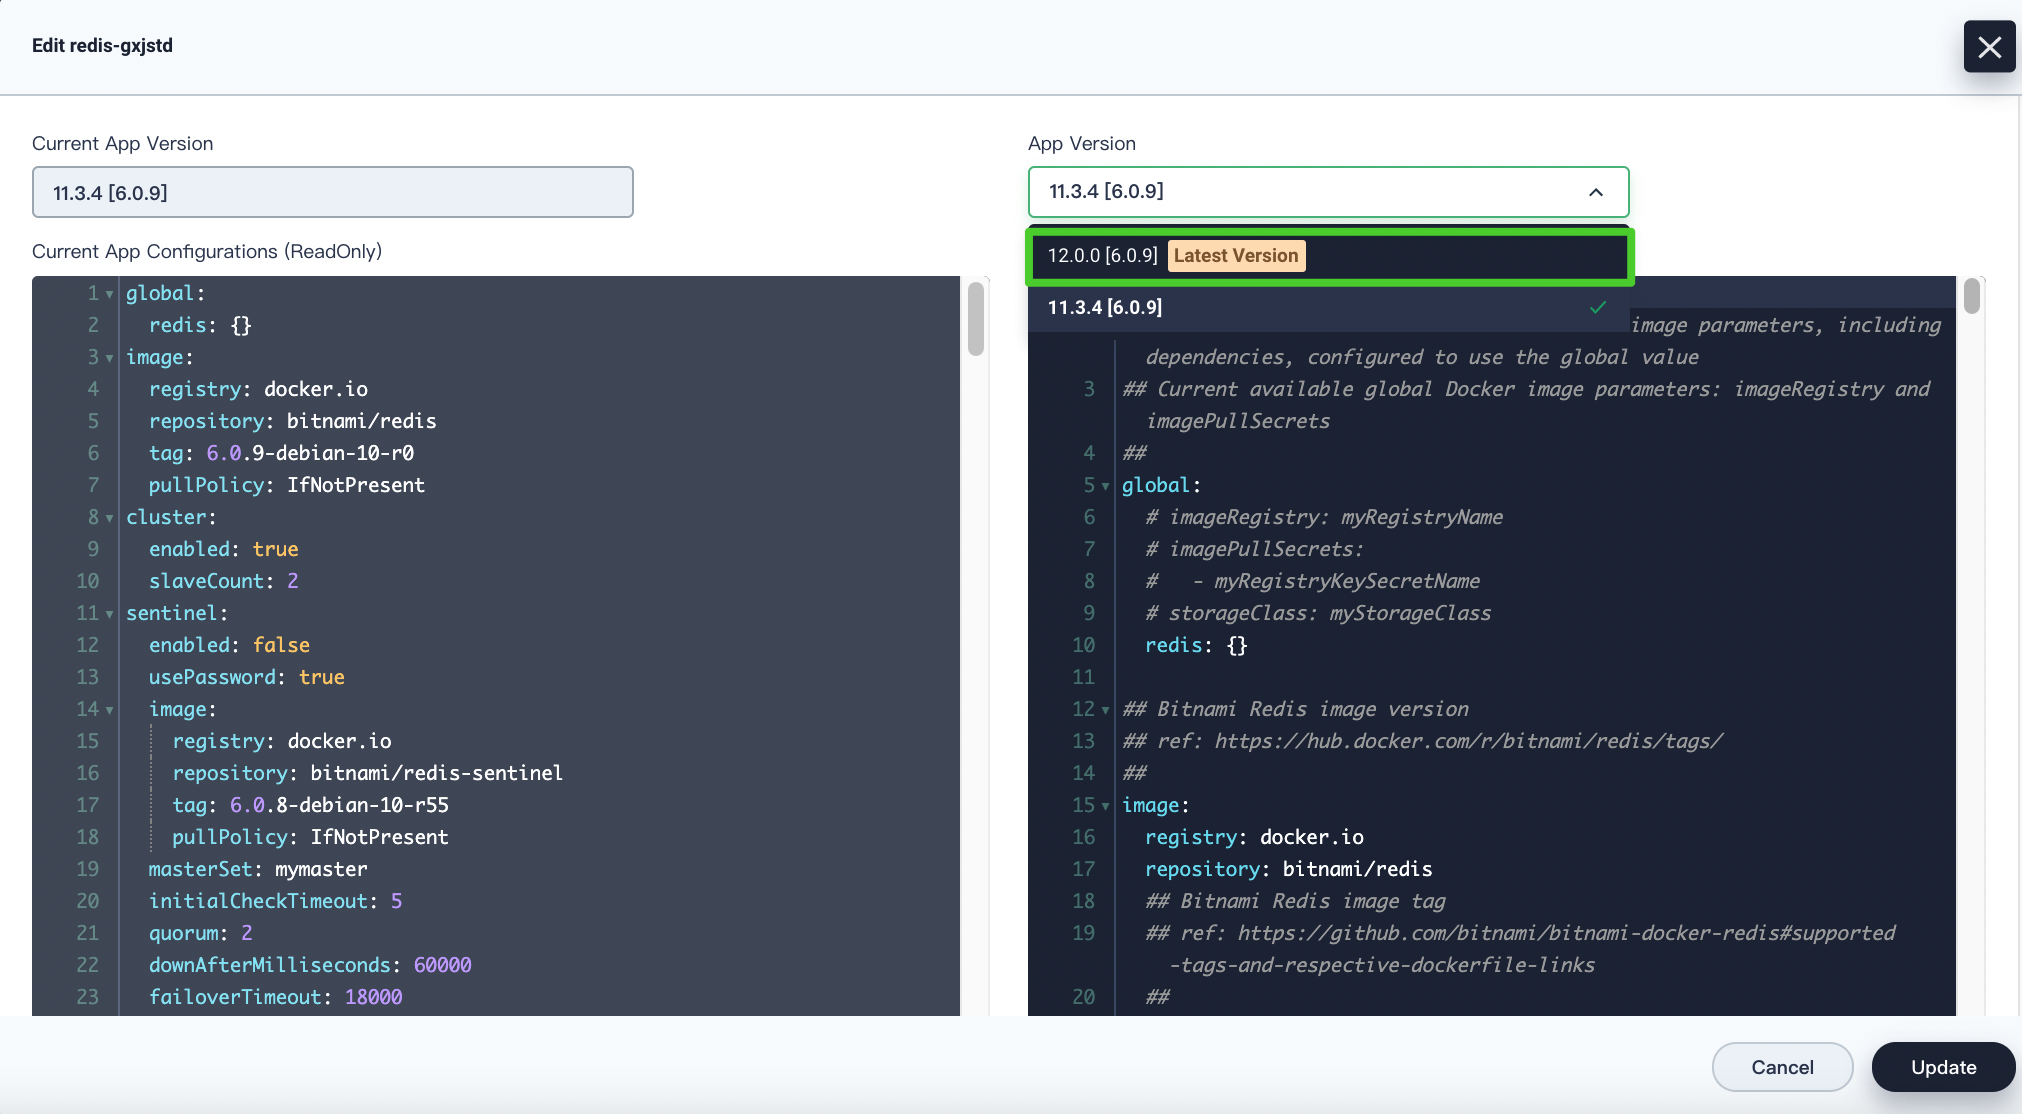 Edit redis-gxjstd
Current App Version
11.3.4 [6.0.9]
Current App Configurations (ReadOnly)
1 global:
2 redis: {}
3 image:
4 registry: docker.io
5 repository: bitnami/redis
6 tag: 6.0.9-debian-10-r0
7 pullPolicy: IfNotPresent
8 cluster:
9 enabled: true
10 slaveCount: 2
11 sentinel:
12 enabled: false
13 usePassword: true
14 image:
15 registry: docker.io
16 repository: bitnami/redis-sentinel
17 tag: 6.0.8-debian-10-r55
18 pullPolicy: IfNotPresent
19 masterSet: mymaster
20 initialCheckTimeout: 5
21 quorum: 2
22 downAfterMilliseconds: 60000
23 failoverTimeout: 18000
App Version
11.3.4 [6.0.9]
12.0.0 [6.0.9] Latest Version
11.3.4 [6.0.9]
image parameters, including
dependencies, configured to use the global value
3 ## Current available global Docker image parameters: imageRegistry and
imagePullSecrets
4 ##
5 global:
6 # imageRegistry: myRegistryName
7 # imagePullSecrets:
8 #   - myRegistryKeySecretName
9 # storageClass: myStorageClass
10 redis: {}
11
12 ## Bitnami Redis image version
13 ## ref: https://hub.docker.com/r/bitnami/redis/tags/
14 ##
15 image:
16 registry: docker.io
17 repository: bitnami/redis
18 ## Bitnami Redis image tag
19 ## ref: https://github.com/bitnami/bitnami-docker-redis#supported
-tags-and-respective-dockerfile-links
20 ##
Cancel
Update